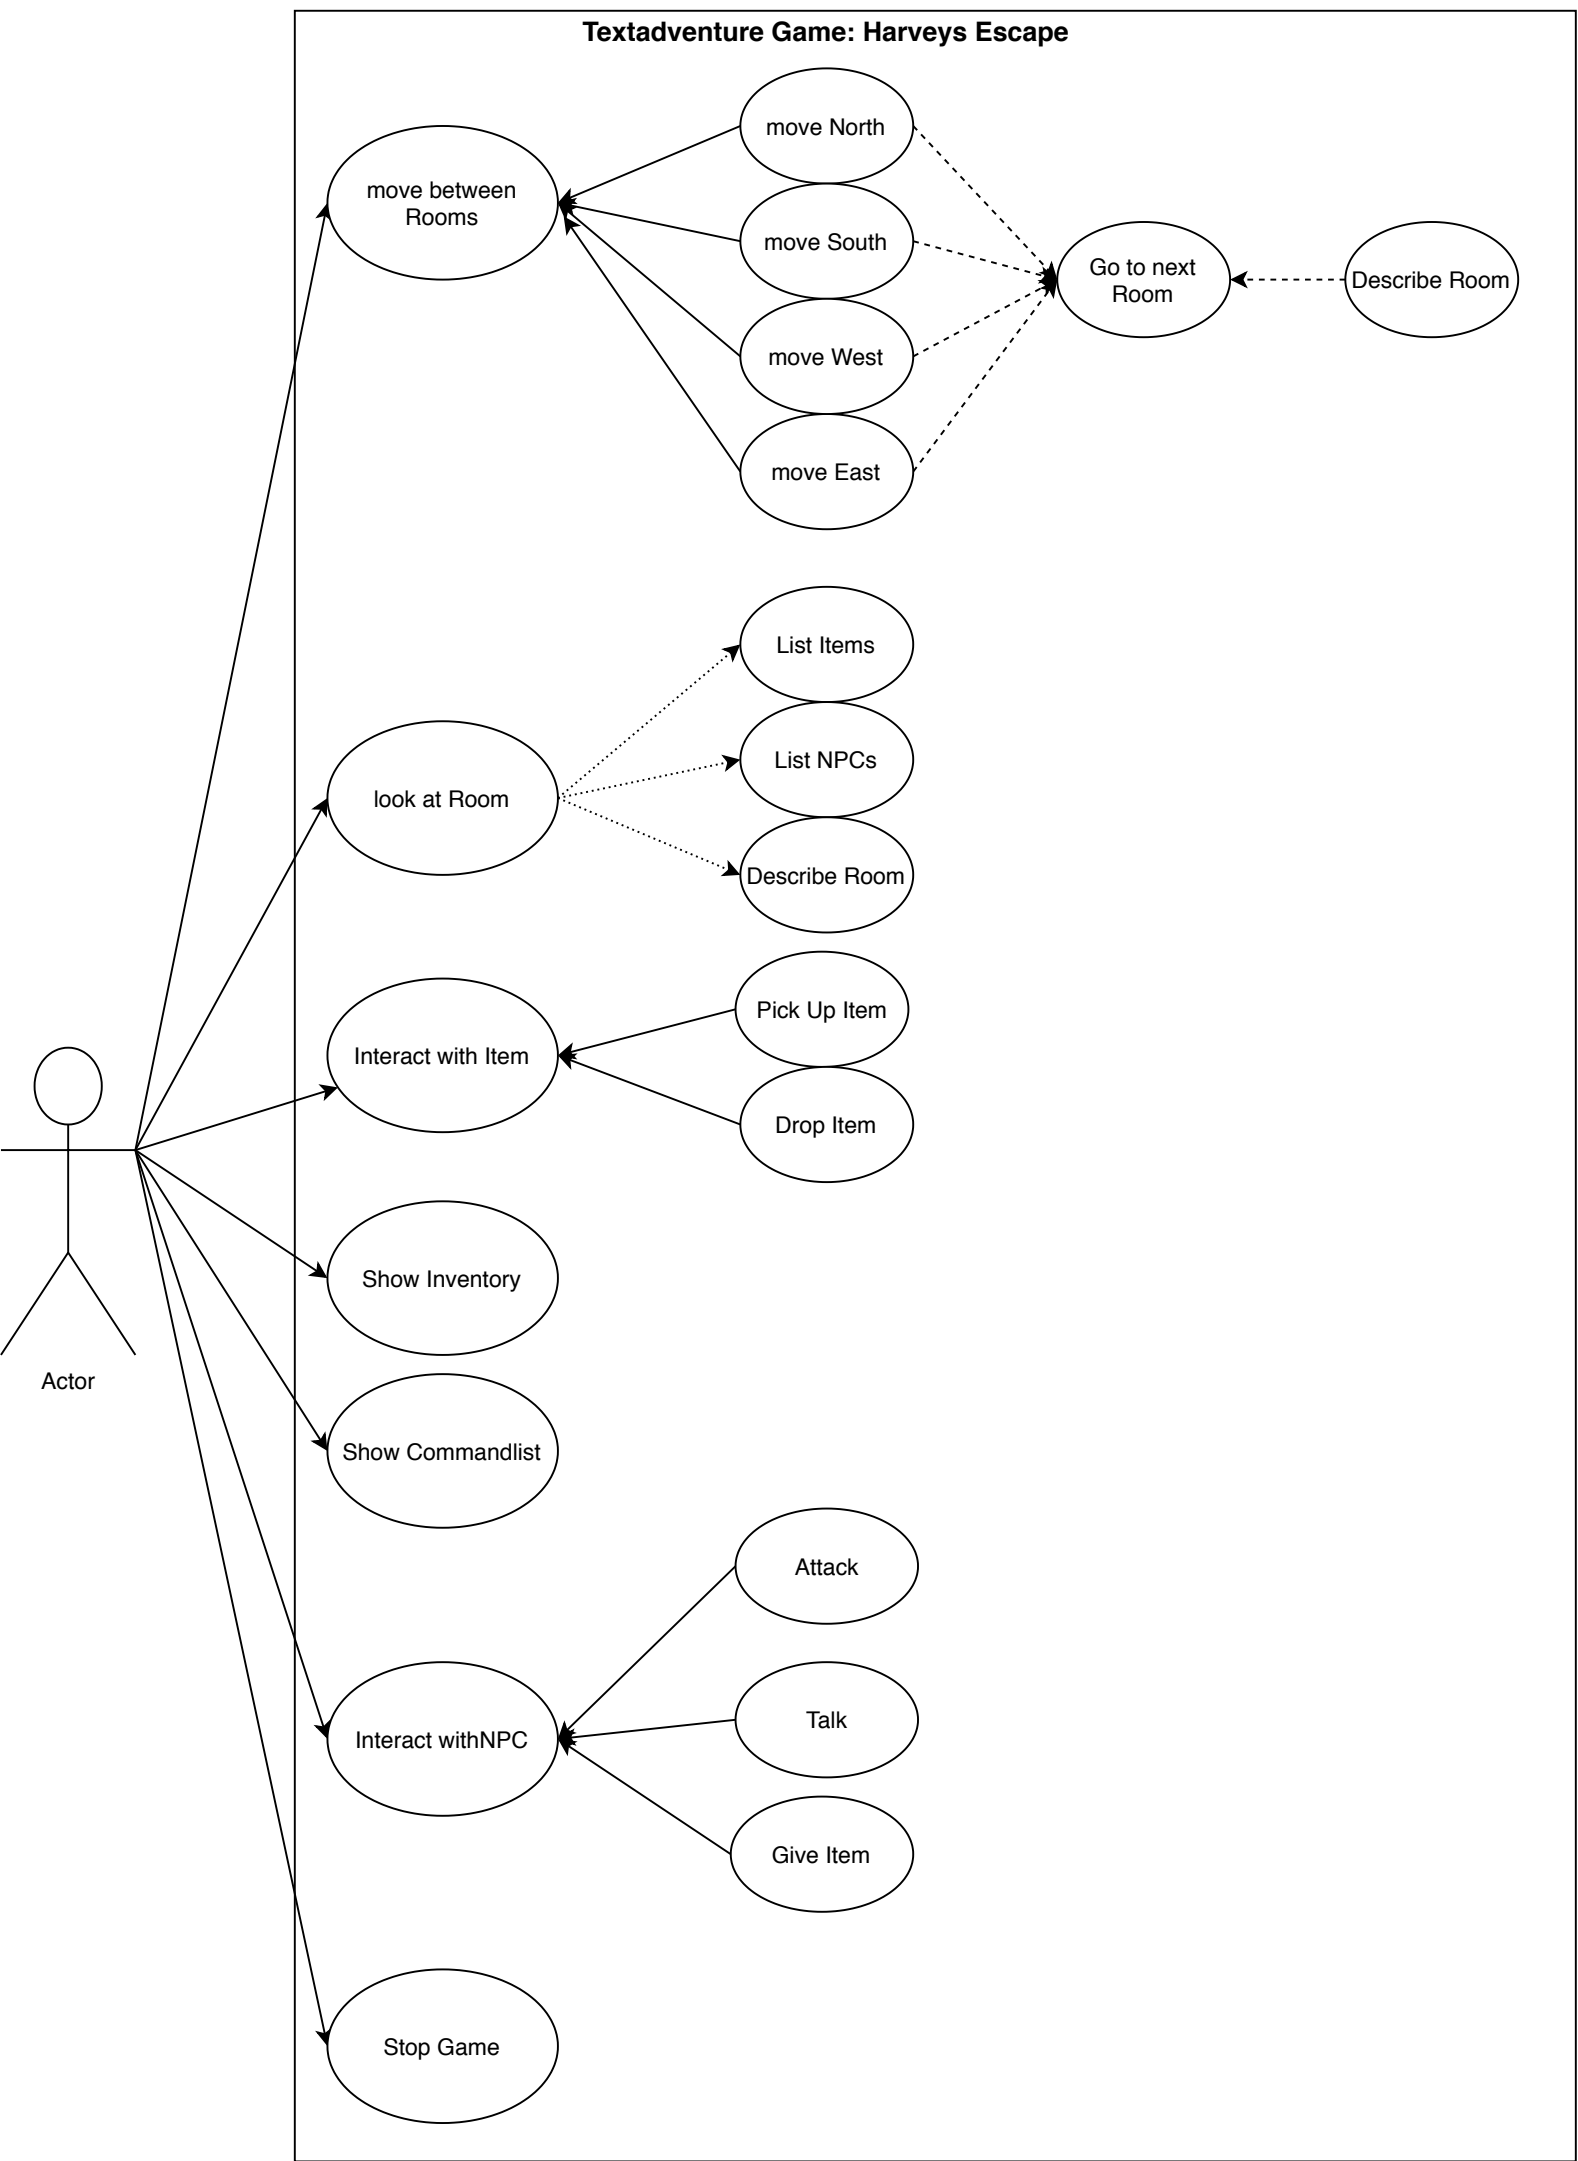 Textadventure Game: Harveys Escape
move North
move between
Rooms
move South
Go to next
Room
Describe Room
move West
move East
List Items
List NPCs
look at Room
Describe Room
Pick Up Item
Interact with Item
Drop Item
Show Inventory
Actor
Show Commandlist
Attack
Talk
Interact withNPC
Give Item
Stop Game